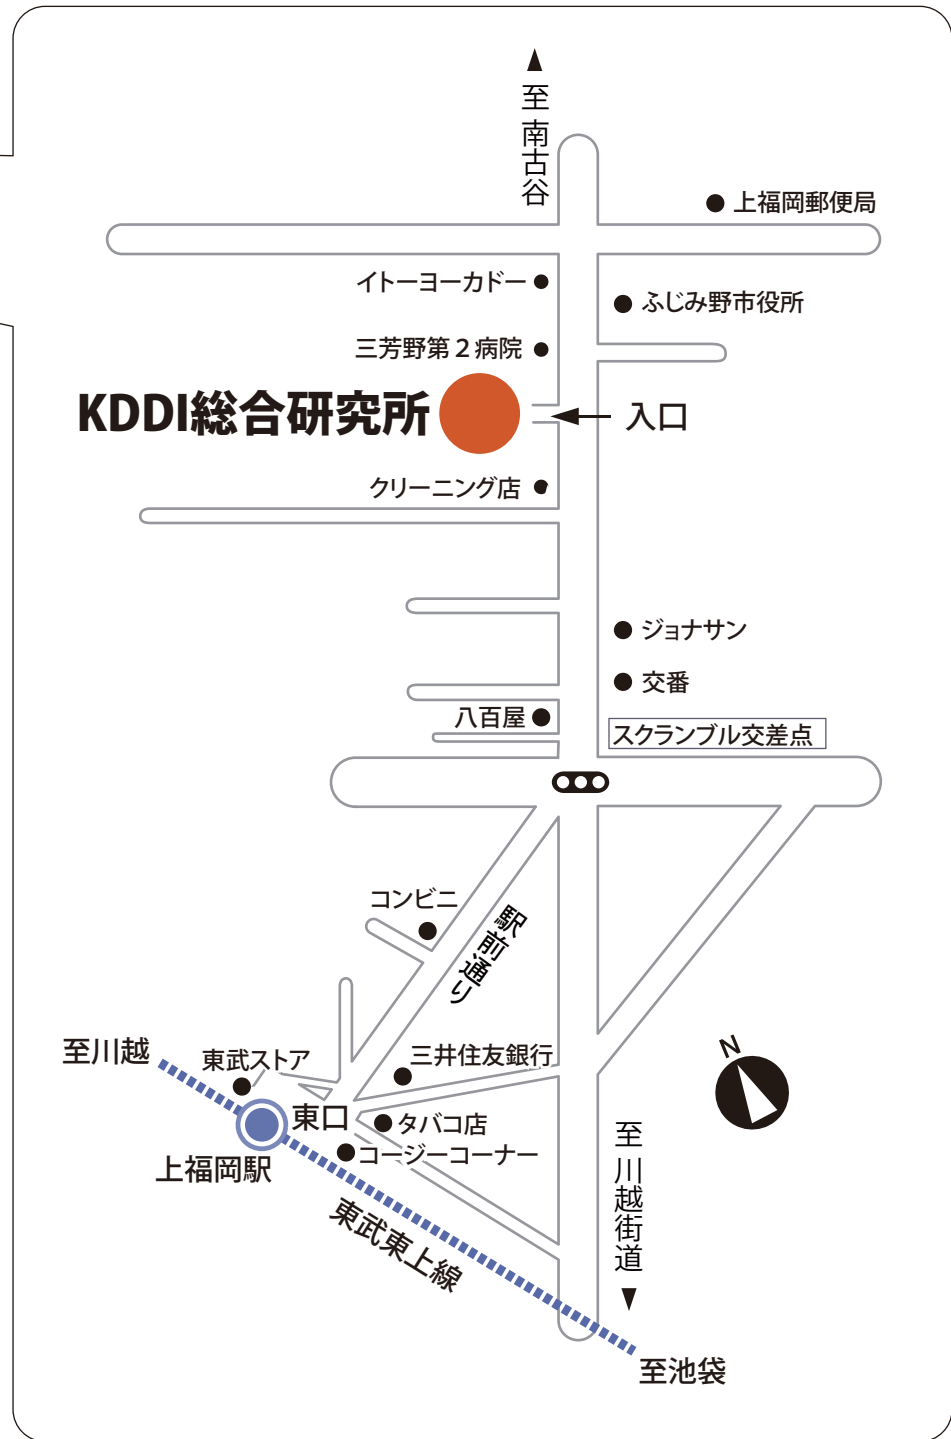 至 南古谷
上福岡郵便局
イトーヨーカドー
ふじみ野市役所
三芳野第２病院
KDDI総合研究所
入口
クリーニング店
ジョナサン
交番
八百屋
スクランブル交差点
コンビニ
駅前通り
N
至川越
東武ストア
三井住友銀行
東口
タバコ店
コージーコーナー
上福岡駅
至 川越街道
東武東上線
至池袋